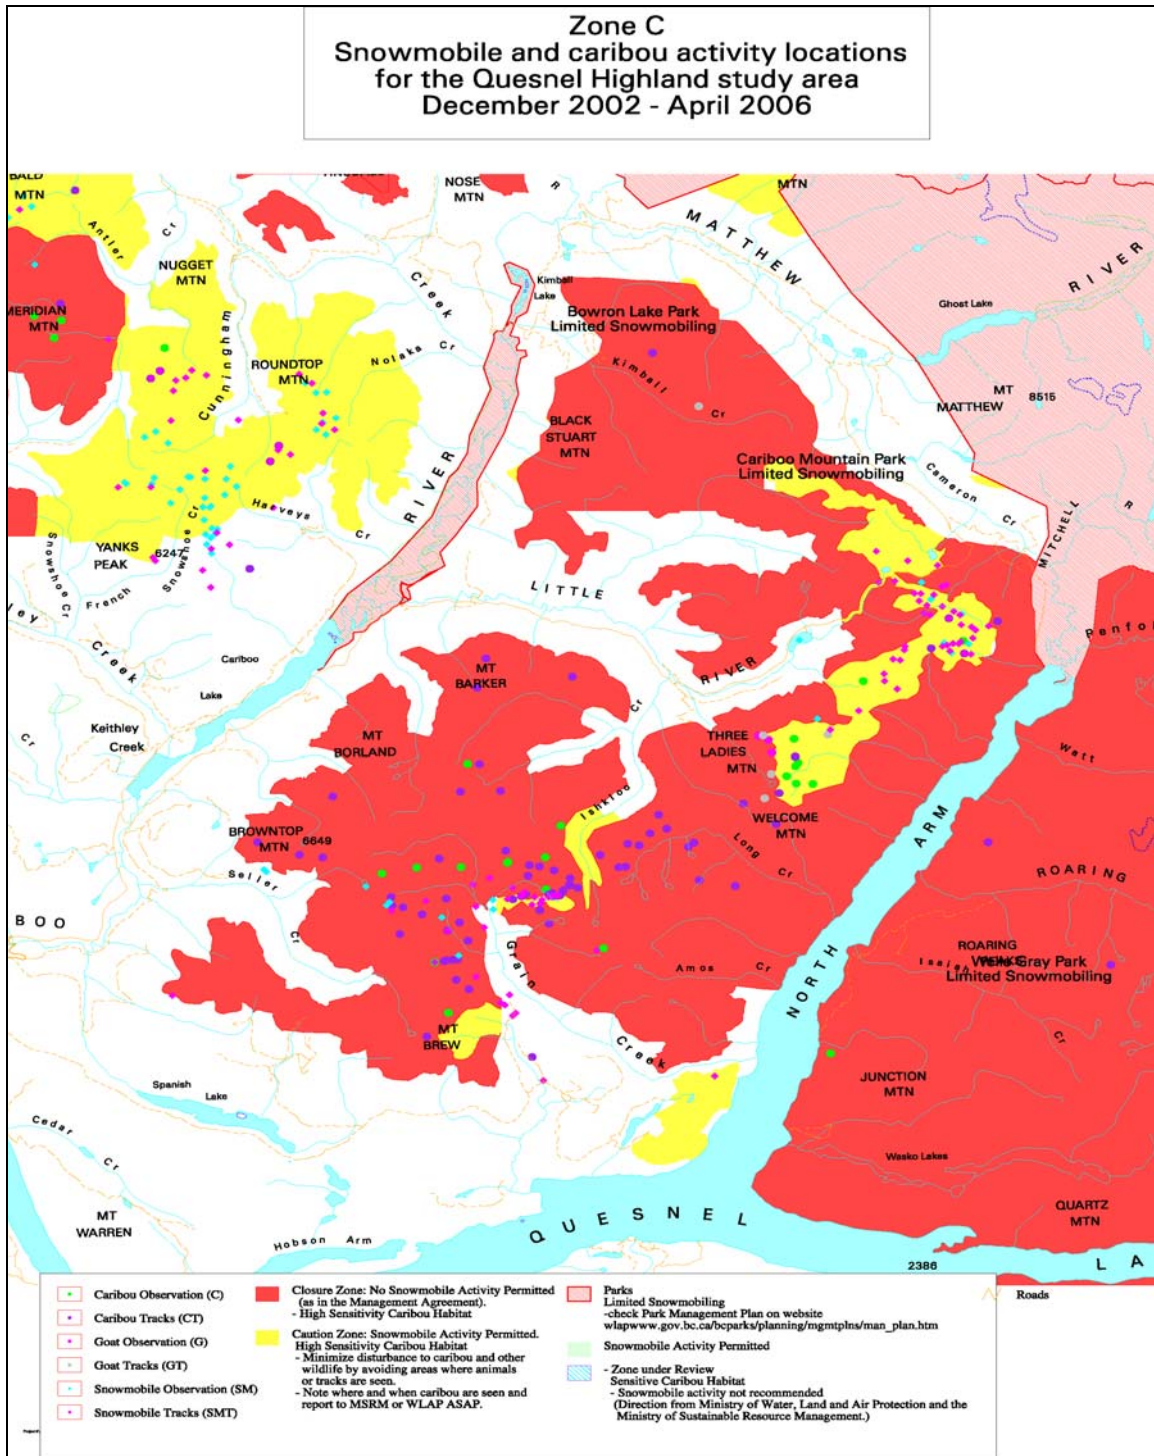 Zone C
Snowmobile and caribou activity locations
for the Quesnel Highland study area
December 2002 - April 2006
BALD
MTN
NOSE
MTN
R
MTN
MATTHEW
RIVER
Antler
Cr
NUGGET
MTN
Creek
Kimball
Lake
Ghost Lake
MERIDIAN
MTN
Cunningham
Bowron Lake Park
Limited Snowmobiling
Nolaka Cr
ROUNDTOP
MTN
Kimball
Cr
MT
MATTHEW
8515
BLACK
STUART
MTN
Cariboo Mountain Park
Limited Snowmobiling
RIVER
Cameron
Cr
R
Harveys
Cr
MITCHELL
Snowshoe Cr
YANKS
PEAK
6247
Snowshoe Cr
French
LITTLE
ley
Creek
Penfol
Cariboo
Lake
MT
BARKER
RIVER
Cr
Keithley
Creek
Cr
MT
BORLAND
THREE
LADIES
MTN
Watt
Ishkloo
ARM
WELCOME
MTN
BROWNTOP
MTN
6649
Long
Cr
Seller
Cr
ROARING
BOO
Grain
NORTH
Amos Cr
ROARING
Isaiah
Gray Park
Limited Snowmobiling
Cr
MT
BREW
Creek
JUNCTION
MTN
Spanish
Lake
Cedar
Cr
Wasko Lakes
MT
WARREN
QUARTZ
MTN
QUESNEL
Hobson Arm
2386
LA
Caribou Observation (C)
Caribou Tracks (CT)
Goat Observation (G)
Goat Tracks (GT)
Snowmobile Observation (SM)
Snowmobile Tracks (SMT)
Closure Zone: No Snowmobile Activity Permitted
(as in the Management Agreement).
- High Sensitivity Caribou Habitat
Caution Zone: Snowmobile Activity Permitted.
High Sensitivity Caribou Habitat
- Minimize disturbance to caribou and other
wildlife by avoiding areas where animals
or tracks are seen.
- Note where and when caribou are seen and
report to MSRM or WLAP ASAP.
Parks
Limited Snowmobiling
-check Park Management Plan on website
wlapwww.gov.bc.ca/bcparks/planning/mgmtplns/man_plan.htm
Snowmobile Activity Permitted
- Zone under Review
Sensitive Caribou Habitat
- Snowmobile activity not recommended
(Direction from Ministry of Water, Land and Air Protection and the
Ministry of Sustainable Resource Management.)
Roads